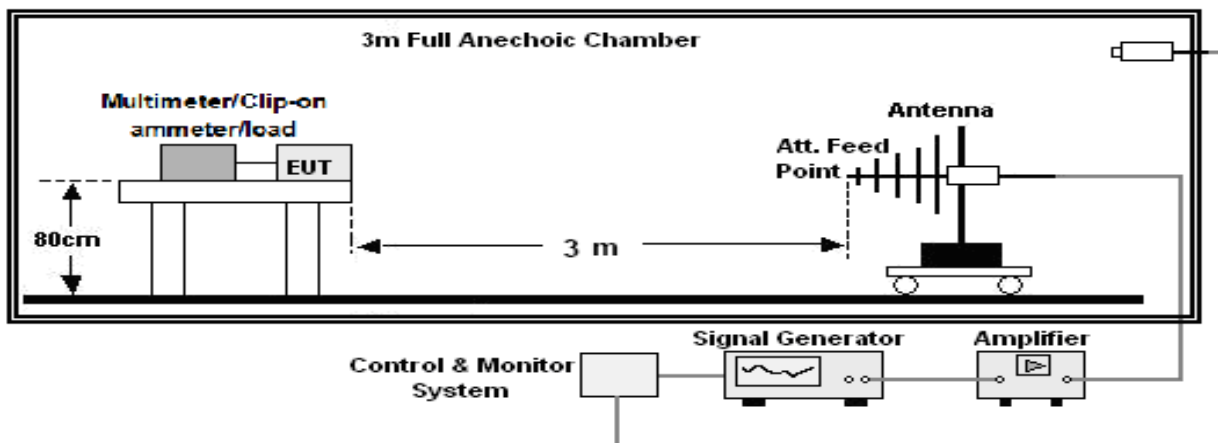 3m Full Anechoic Chamber
Multimeter/Clip-on
ammeter/load
EUT
Antenna
Att. Feed
Point
80cm
3 m
Signal Generator
Amplifier
Control & Monitor
System